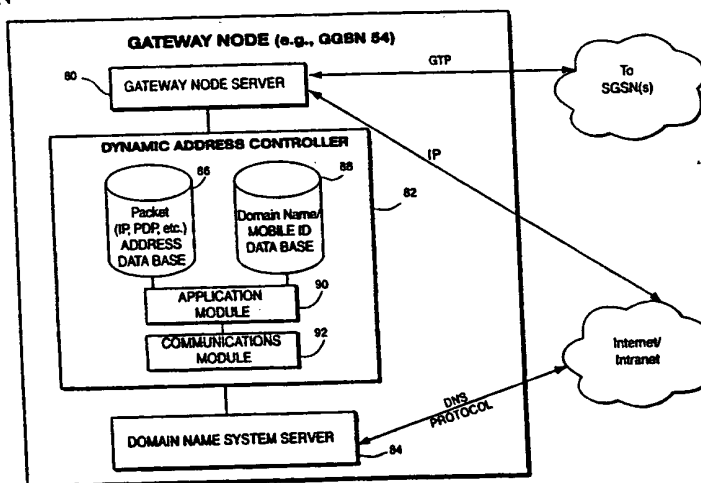 N
GATEWAY NODE (e.g., GGSN 54)
80
GATEWAY NODE SERVER
GTP
To
SGSN(s)
DYNAMIC ADDRESS CONTROLLER
IP
86
88
82
Packet
(IP, PDP, etc.)
ADDRESS
DATA BASE
Domain Name/
MOBILE ID
DATA BASE
APPLICATION
MODULE
90
COMMUNICATIONS
MODULE
92
Internet/
Intranet
DNS
PROTOCOL
DOMAIN NAME SYSTEM SERVER
84